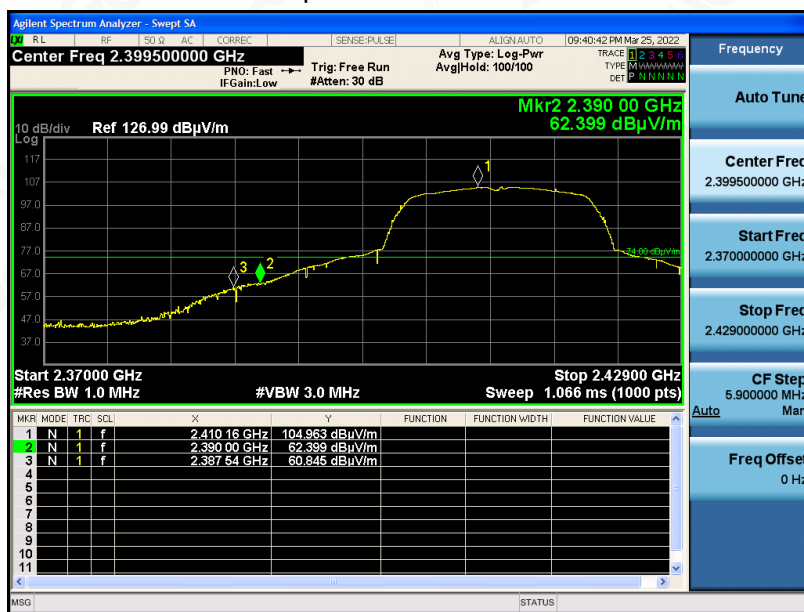 Agilent Spectrum Analyzer - Swept SA
LXI RL RF 50 Ω AC CORREC SENSE:PULSE ALIGN AUTO 09:40:42 PM Mar 25, 2022
Center Freq 2.399500000 GHz
PNO: Fast
IFGain:Low
Trig: Free Run
#Atten: 30 dB
Avg Type: Log-Pwr
Avg|Hold: 100/100
TRACE 1 2 3 4 5 6
TYPE M WWWWW
DET P N N N N N
Mkr2 2.390 00 GHz
62.399 dBµV/m
10 dB/div Ref 126.99 dBµV/m
Log
117
107
97.0
87.0
77.0
67.0
57.0
47.0
37.0
1
2
3
74.00 dBµV/m
Start 2.37000 GHz Stop 2.42900 GHz
#Res BW 1.0 MHz #VBW 3.0 MHz Sweep 1.066 ms (1000 pts)
MKR MODE TRC SCL X Y FUNCTION FUNCTION WIDTH FUNCTION VALUE
1 N 1 f 2.410 16 GHz 104.963 dBµV/m
2 N 1 f 2.390 00 GHz 62.399 dBµV/m
3 N 1 f 2.387 54 GHz 60.845 dBµV/m
4
5
6
7
8
9
10
11
MSG STATUS
Frequency
Auto Tune
Center Freq
2.399500000 GHz
Start Freq
2.370000000 GHz
Stop Freq
2.429000000 GHz
CF Step
5.900000 MHz
Auto Man
Freq Offset
0 Hz